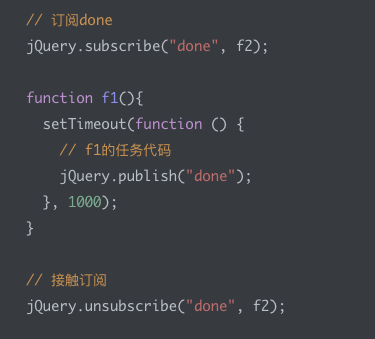 // 订阅done
jQuery.subscribe("done", f2);
function f1(){
setTimeout(function () {
// f1的任务代码
jQuery.publish("done");
}, 1000);
}
// 接触订阅
jQuery.unsubscribe("done", f2);